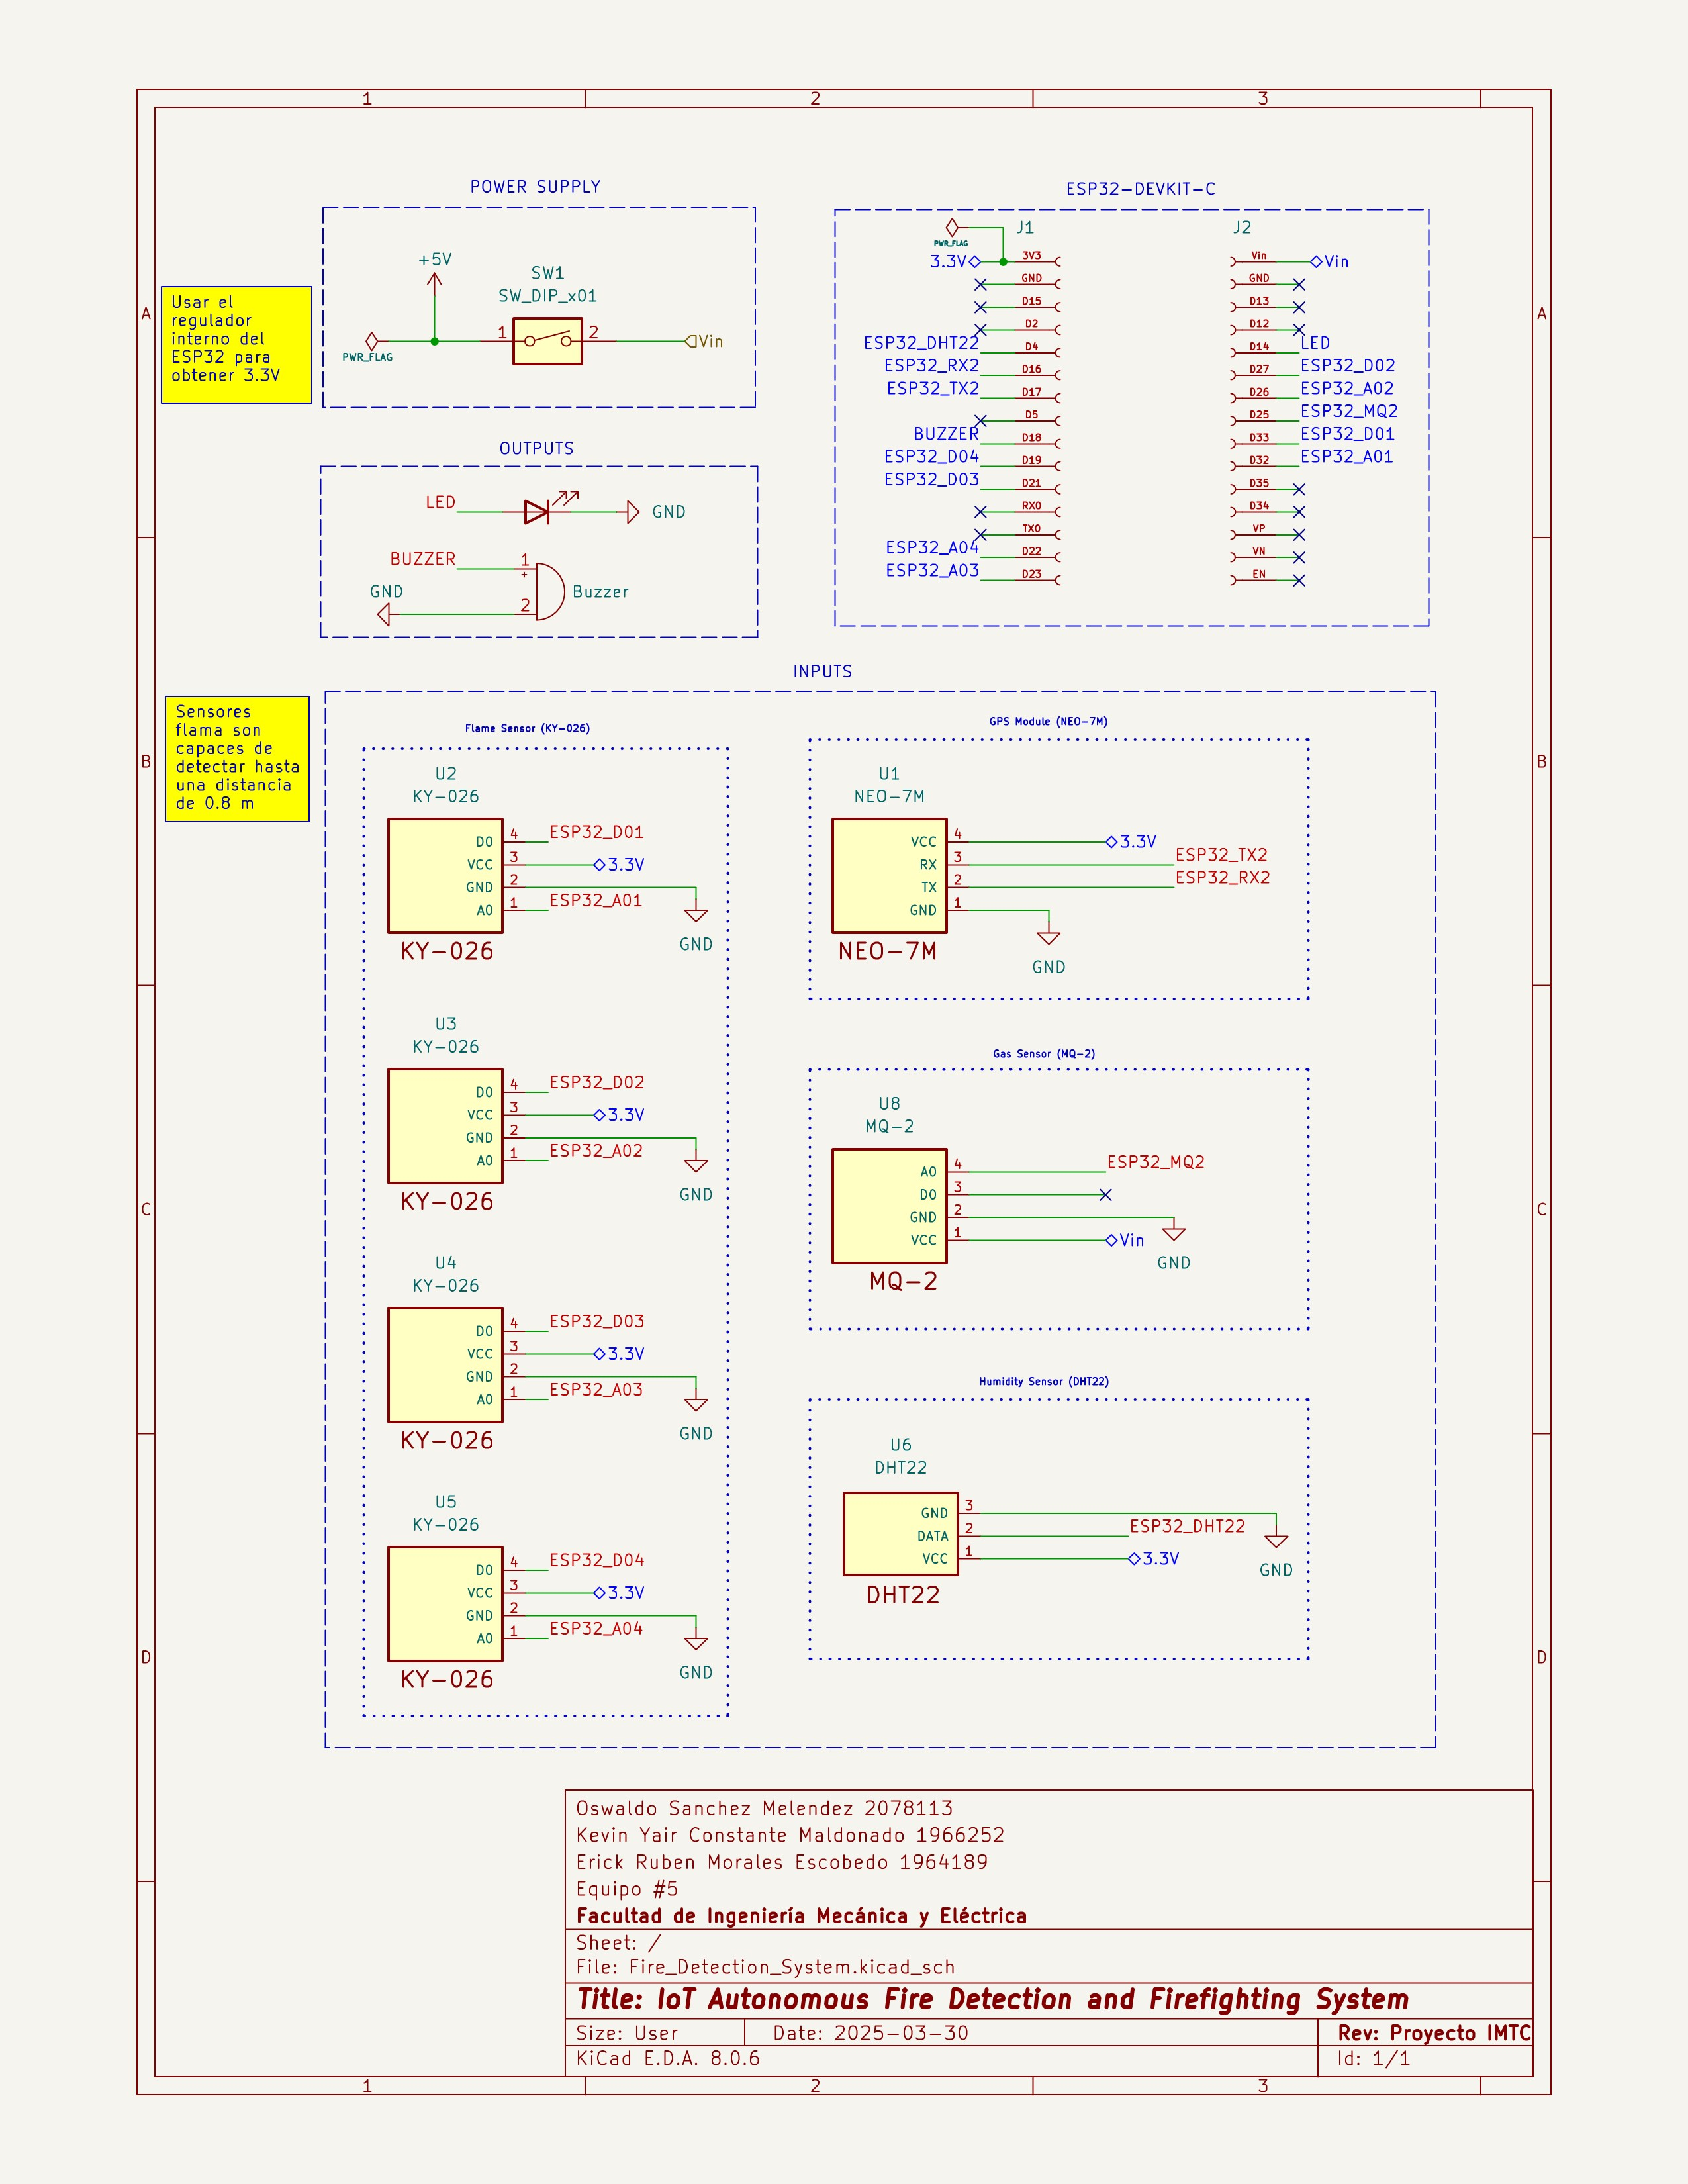 1
2
3
A
B
C
D
POWER SUPPLY
+5V
SW1
SW_DIP_x01
1
2
Vin
PWR_FLAG
Usar el
regulador
interno del
ESP32 para
obtener 3.3V
OUTPUTS
LED
GND
BUZZER
1
+
GND
2
Buzzer
ESP32-DEVKIT-C
J1
J2
PWR_FLAG
3.3V
3V3
Vin
Vin
GND
GND
D15
D13
D2
D12
ESP32_DHT22
D4
D14
LED
ESP32_RX2
D16
D27
ESP32_D02
ESP32_TX2
D17
D26
ESP32_A02
D5
D25
ESP32_MQ2
BUZZER
D18
D33
ESP32_D01
ESP32_D04
D19
D32
ESP32_A01
ESP32_D03
D21
D35
RX0
D34
TX0
VP
ESP32_A04
D22
VN
ESP32_A03
D23
EN
INPUTS
Sensores
flama son
capaces de
detectar hasta
una distancia
de 0.8 m
Flame Sensor (KY-026)
U2
KY-026
D0 4 ESP32_D01
VCC 3 3.3V
GND 2
A0 1 ESP32_A01
GND
KY-026
U3
KY-026
D0 4 ESP32_D02
VCC 3 3.3V
GND 2
A0 1 ESP32_A02
GND
KY-026
U4
KY-026
D0 4 ESP32_D03
VCC 3 3.3V
GND 2
A0 1 ESP32_A03
GND
KY-026
U5
KY-026
D0 4 ESP32_D04
VCC 3 3.3V
GND 2
A0 1 ESP32_A04
GND
KY-026
GPS Module (NEO-7M)
U1
NEO-7M
VCC 4 3.3V
RX 3 ESP32_TX2
TX 2 ESP32_RX2
GND 1
GND
NEO-7M
Gas Sensor (MQ-2)
U8
MQ-2
A0 4 ESP32_MQ2
D0 3
GND 2
VCC 1 Vin
GND
MQ-2
Humidity Sensor (DHT22)
U6
DHT22
GND 3
DATA 2 ESP32_DHT22
VCC 1 3.3V
GND
DHT22
Oswaldo Sanchez Melendez 2078113
Kevin Yair Constante Maldonado 1966252
Erick Ruben Morales Escobedo 1964189
Equipo #5
Facultad de Ingeniería Mecánica y Eléctrica
Sheet: /
File: Fire_Detection_System.kicad_sch
Title: IoT Autonomous Fire Detection and Firefighting System
Size: User
Date: 2025-03-30
Rev: Proyecto IMTC
KiCad E.D.A. 8.0.6
Id: 1/1
A
B
C
D
1
2
3